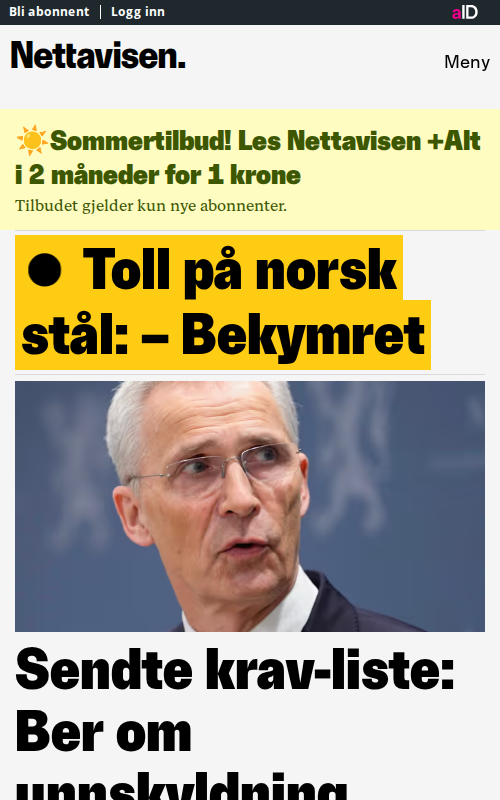 Bli abonnent | Logg inn
aID
Nettavisen.
Meny
☀️Sommertilbud! Les Nettavisen +Alt
i 2 måneder for 1 krone
Tilbudet gjelder kun nye abonnenter.
● Toll på norsk
stål: – Bekymret
Sendte krav-liste:
Ber om
unnskyldning